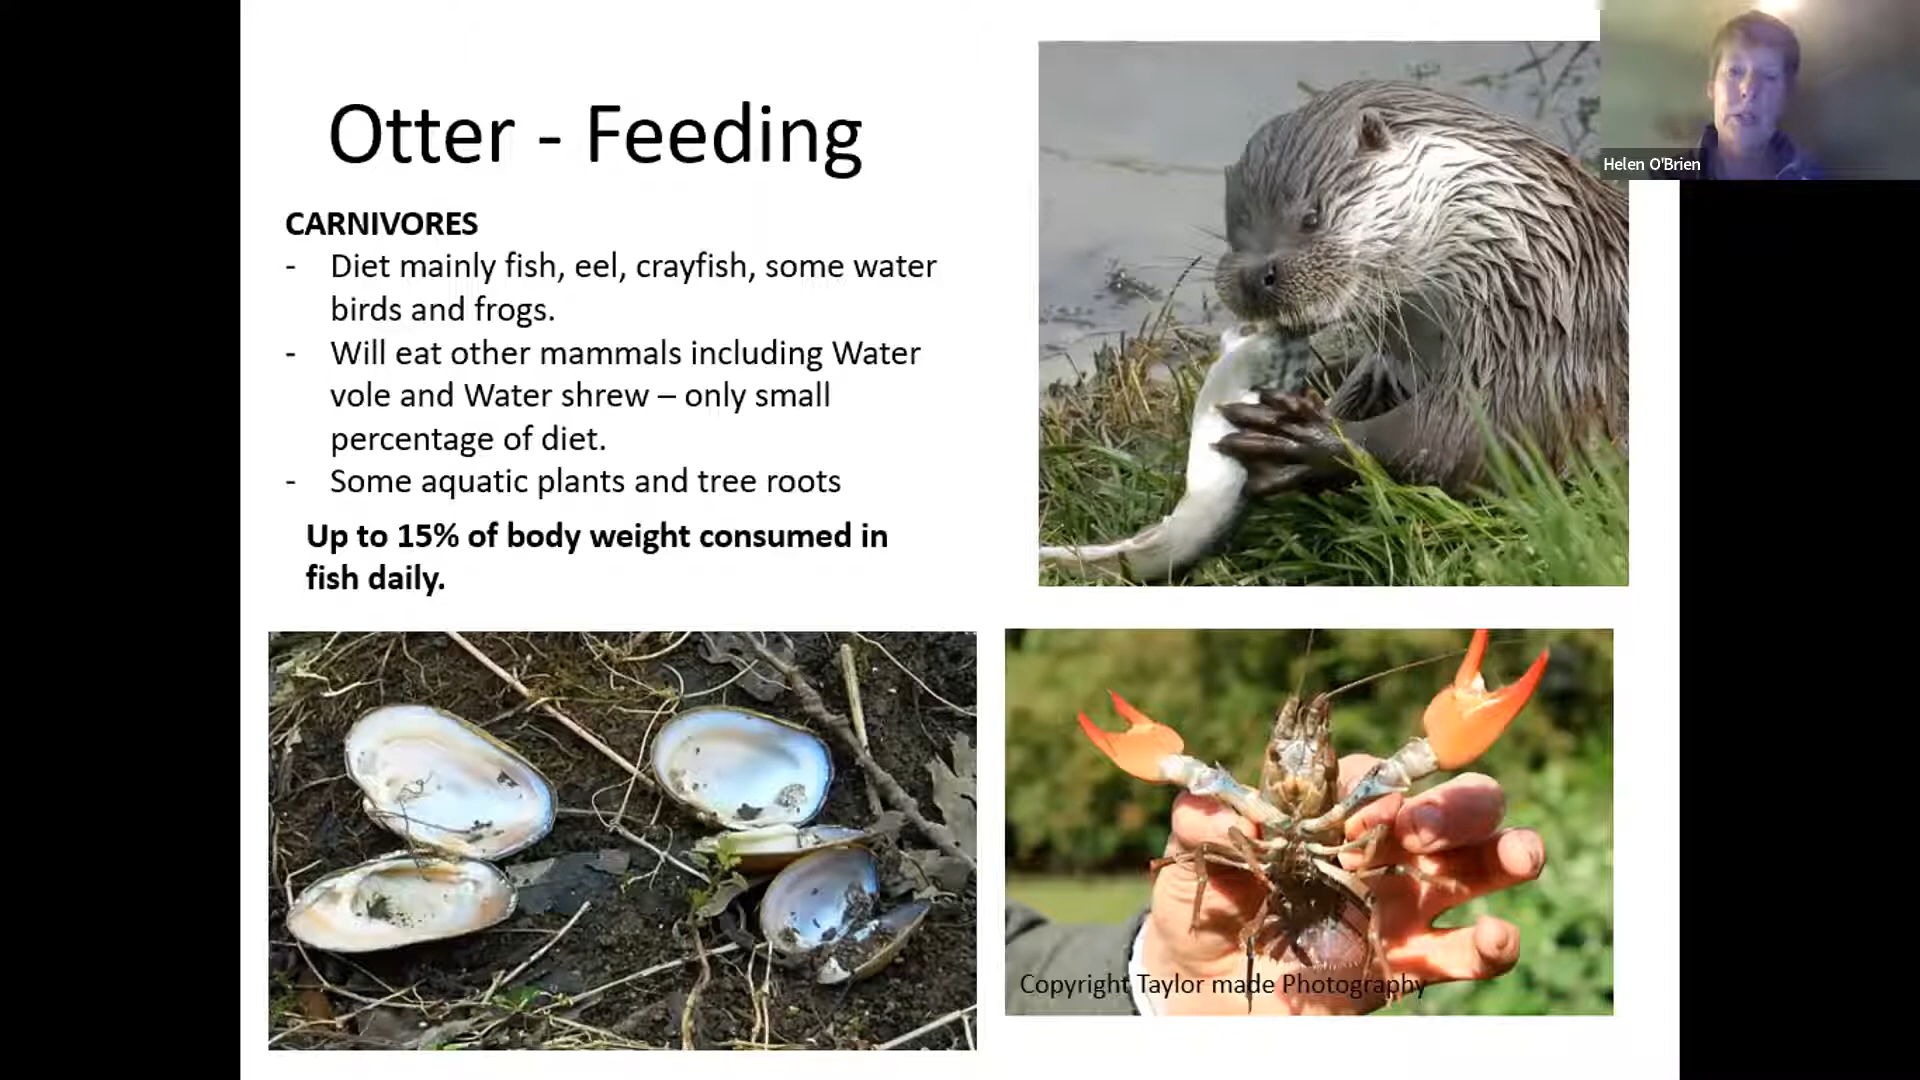 Otter - Feeding
Helen O'Brien
CARNIVORES
- Diet mainly fish, eel, crayfish, some water
birds and frogs.
- Will eat other mammals including Water
vole and Water shrew – only small
percentage of diet.
- Some aquatic plants and tree roots
Up to 15% of body weight consumed in
fish daily.
Copyright Taylor made Photography